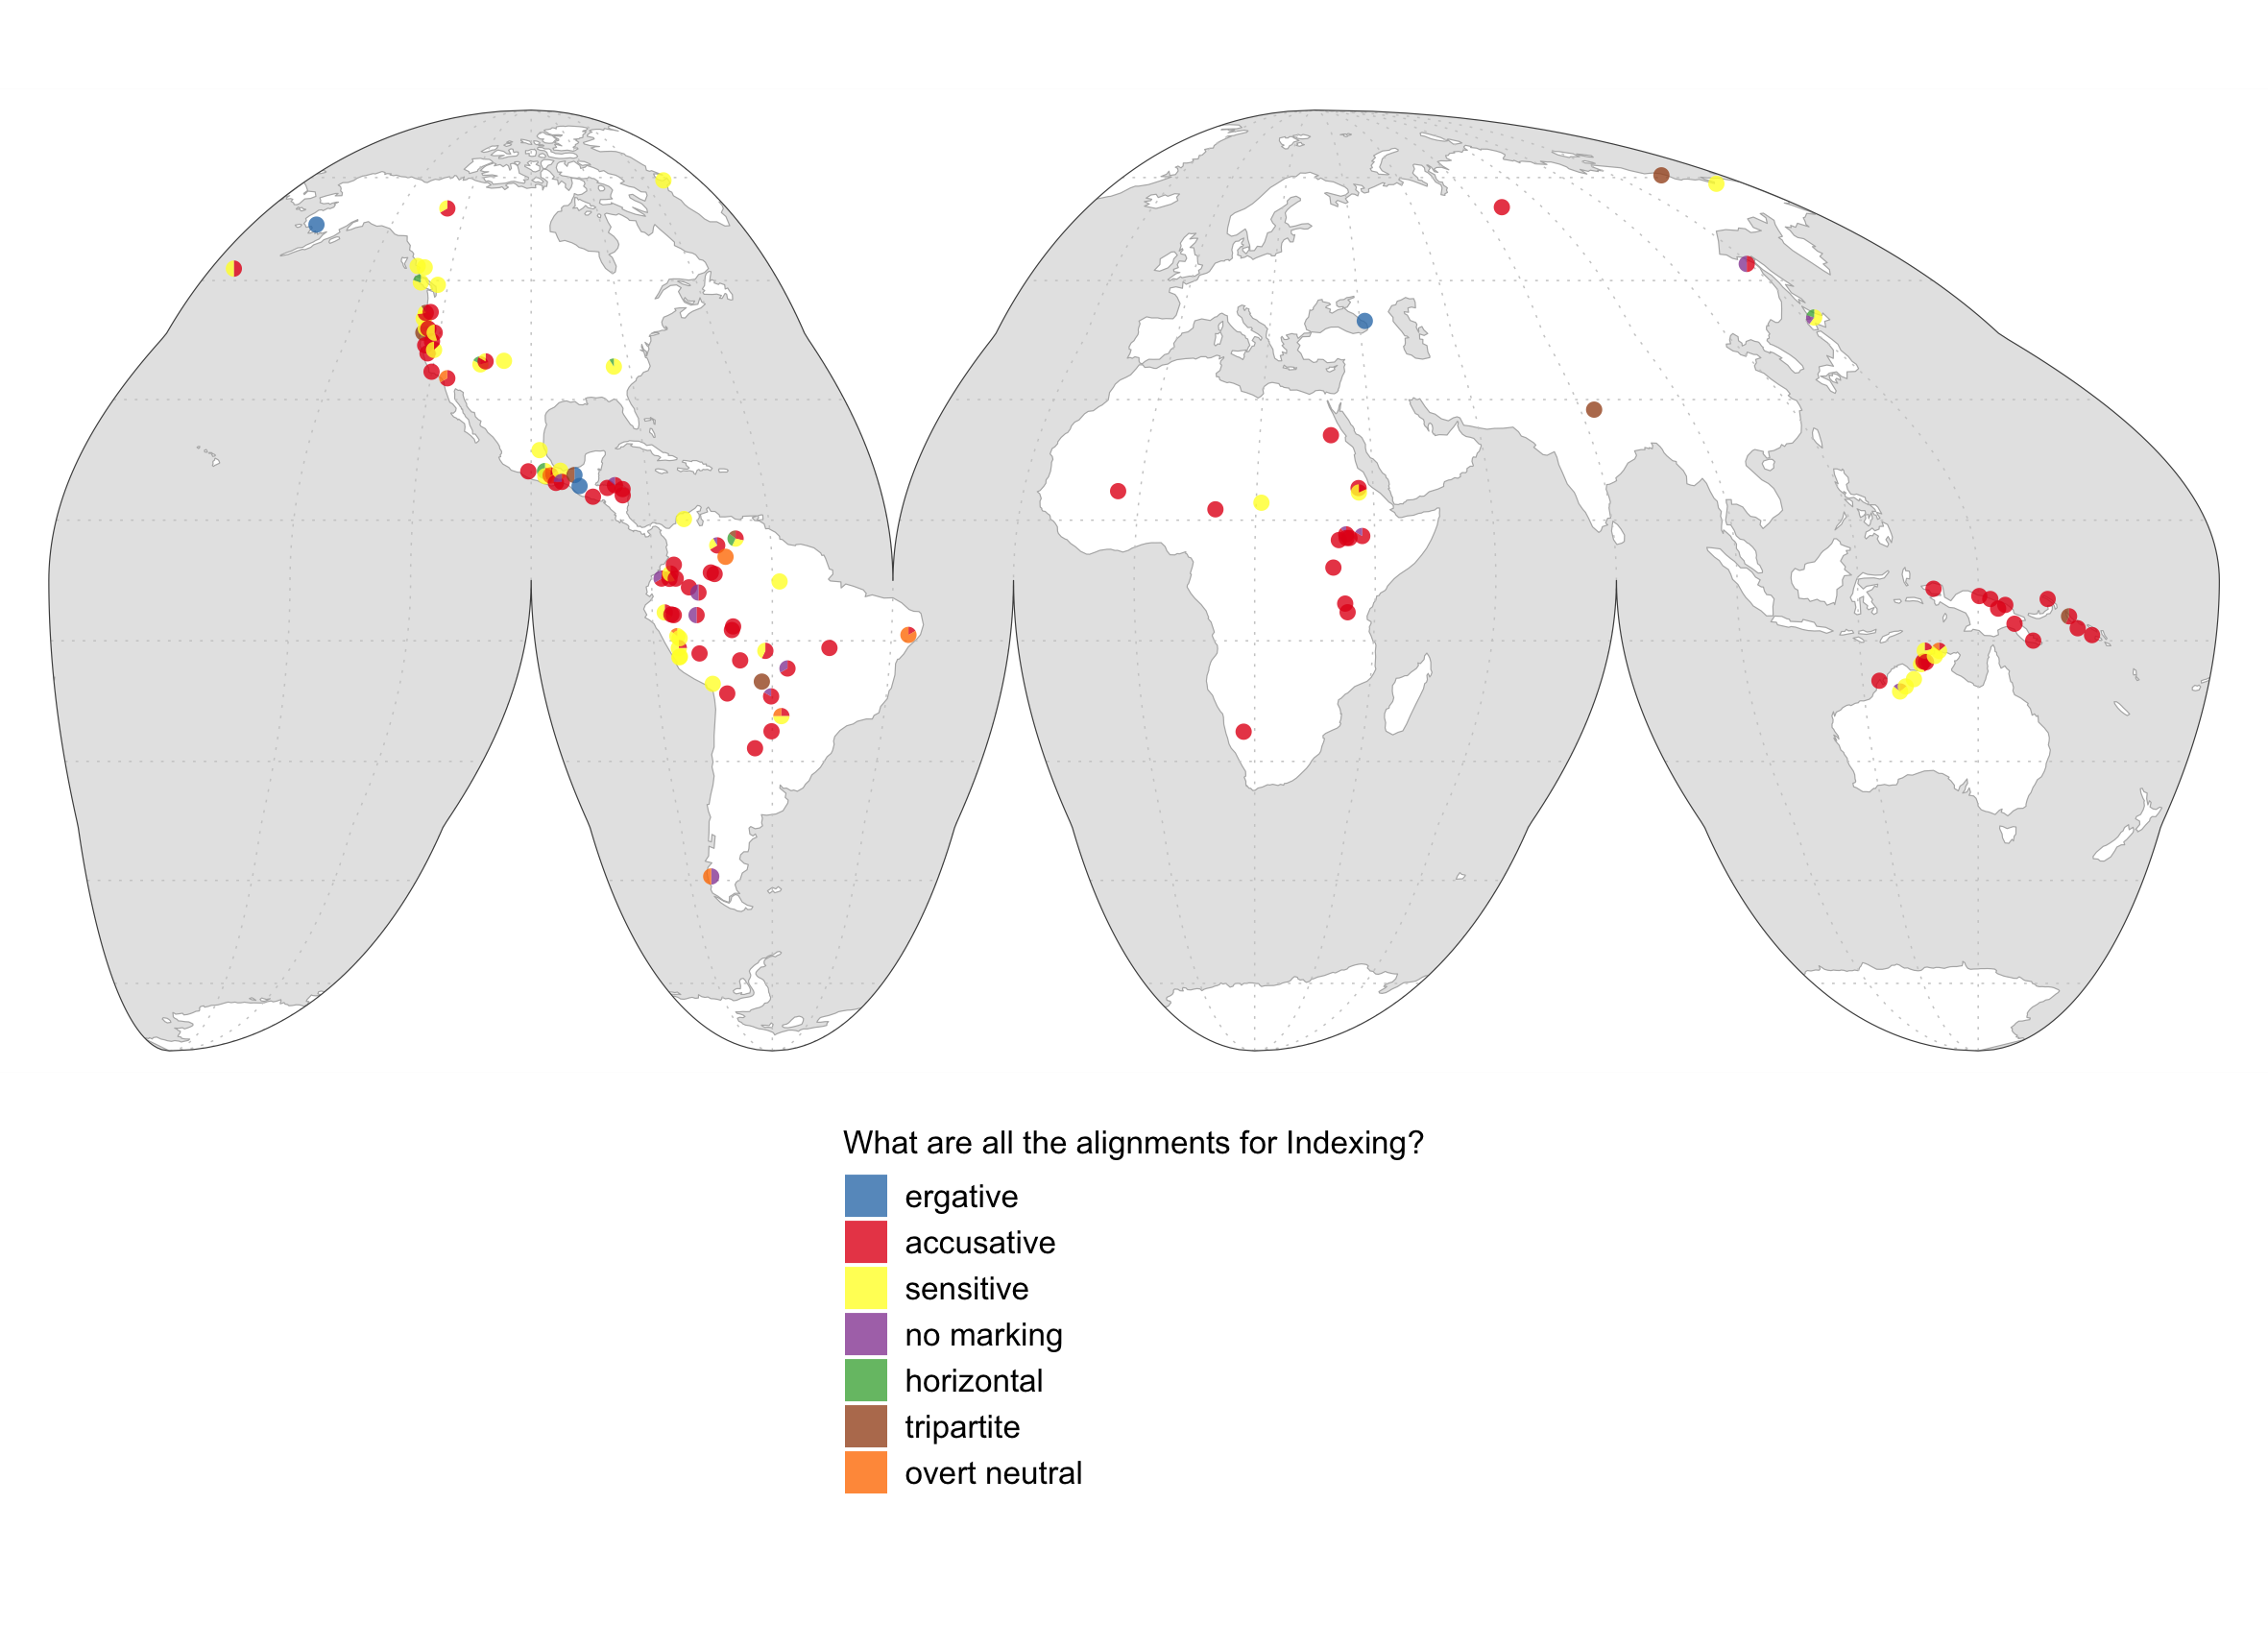 What are all the alignments for Indexing?
ergative
accusative
sensitive
no marking
horizontal
tripartite
overt neutral